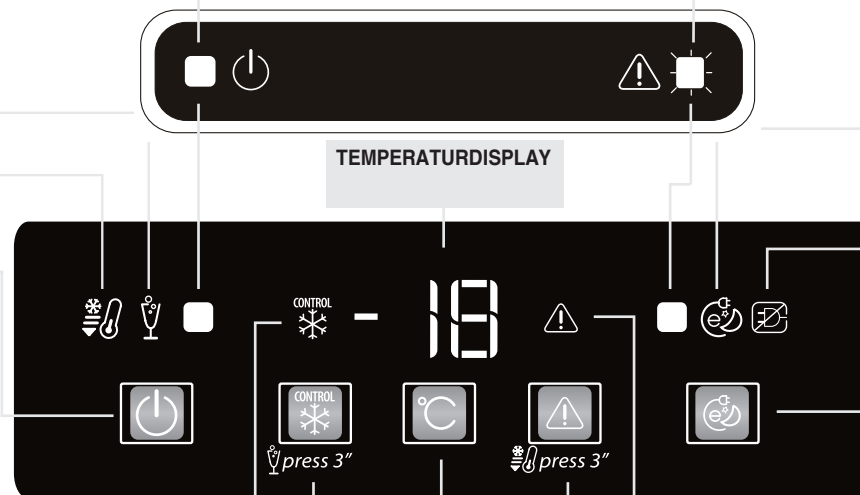 TEMPERATURDISPLAY
CONTROL
-18
CONTROL
°C
press 3”
press 3”